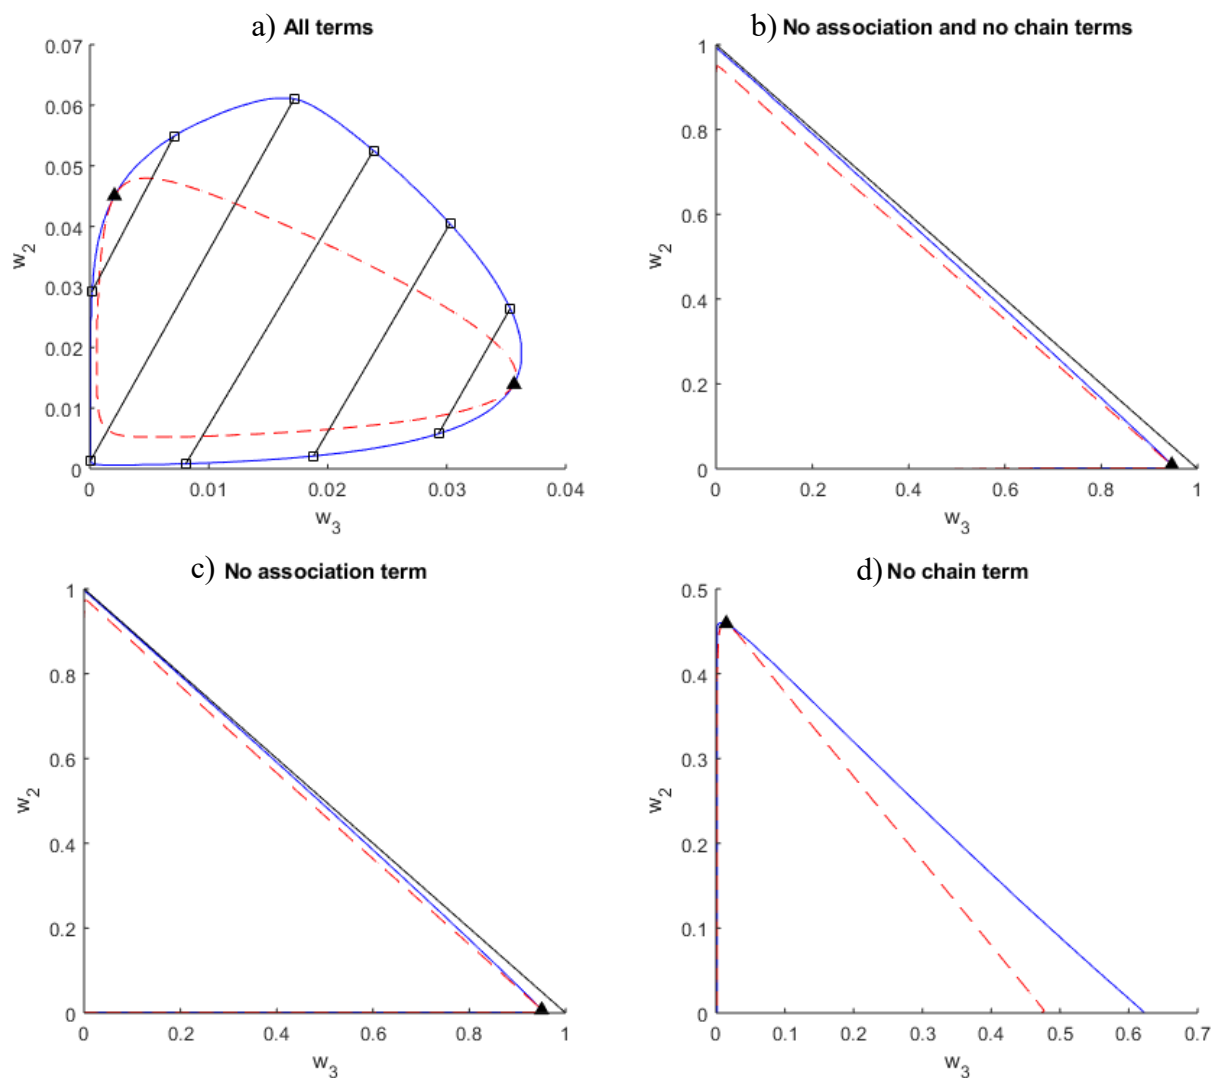 a) All terms
0.07
0.06
0.05
0.04
0.03
0.02
0.01
0
w2
0 0.01 0.02 0.03 0.04
w3
b) No association and no chain terms
1
0.8
0.6
0.4
0.2
0
w2
0 0.2 0.4 0.6 0.8 1
w3
c) No association term
1
0.8
0.6
0.4
0.2
0
w2
0 0.2 0.4 0.6 0.8 1
w3
d) No chain term
0.5
0.4
0.3
0.2
0.1
0
w2
0 0.1 0.2 0.3 0.4 0.5 0.6 0.7
w3